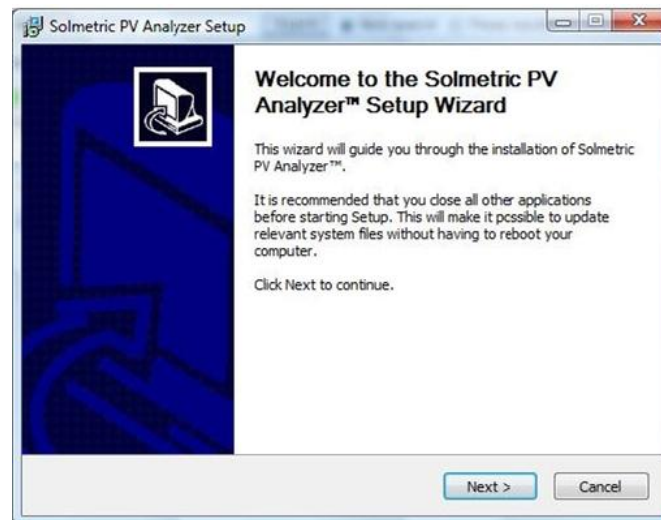 Solmetric PV Analyzer Setup
Welcome to the Solmetric PV
Analyzer™ Setup Wizard
This wizard will guide you through the installation of Solmetric
PV Analyzer™.
It is recommended that you close all other applications
before starting Setup. This will make it possible to update
relevant system files without having to reboot your
computer.
Click Next to continue.
Next >
Cancel